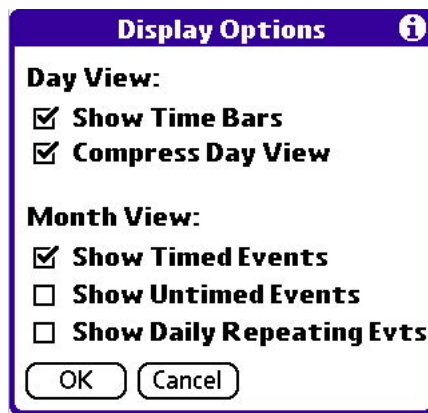 Display Options
Day View:
Show Time Bars
Compress Day View
Month View:
Show Timed Events
Show Untimed Events
Show Daily Repeating Evts
OK Cancel